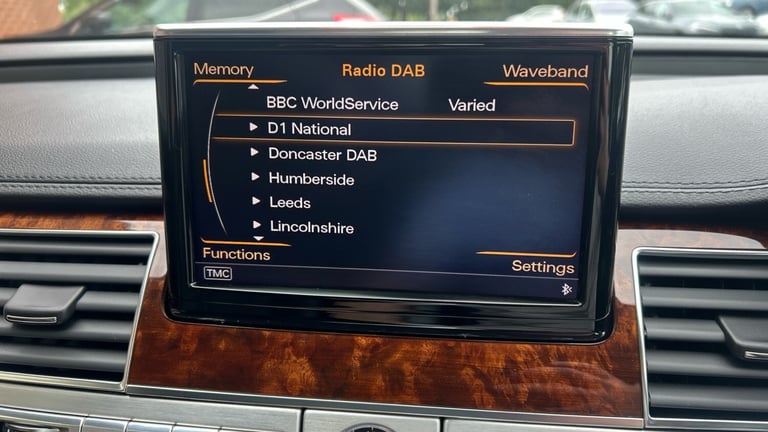 Memory Radio DAB Waveband
BBC WorldService Varied
D1 National
Doncaster DAB
Humberside
Leeds
Lincolnshire
Functions Settings
TMC